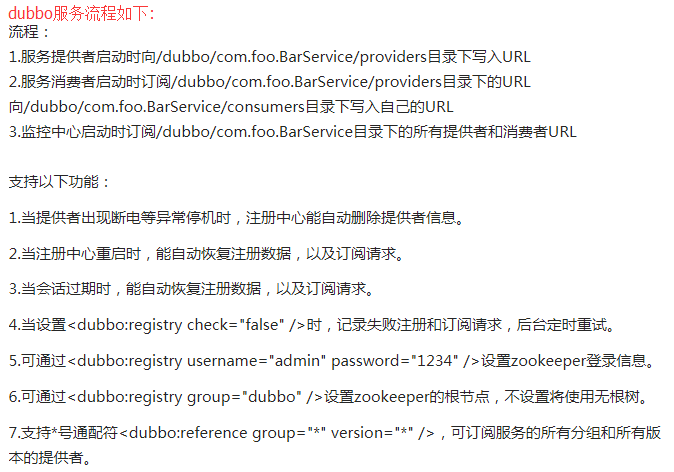 dubbo服务流程如下:
流程：
1.服务提供者启动时向/dubbo/com.foo.BarService/providers目录下写入URL
2.服务消费者启动时订阅/dubbo/com.foo.BarService/providers目录下的URL
向/dubbo/com.foo.BarService/consumers目录下写入自己的URL
3.监控中心启动时订阅/dubbo/com.foo.BarService目录下的所有提供者和消费者URL
支持以下功能：
1.当提供者出现断电等异常停机时，注册中心能自动删除提供者信息。
2.当注册中心重启时，能自动恢复注册数据，以及订阅请求。
3.当会话过期时，能自动恢复注册数据，以及订阅请求。
4.当设置<dubbo:registry check="false" />时，记录失败注册和订阅请求，后台定时重试。
5.可通过<dubbo:registry username="admin" password="1234" />设置zookeeper登录信息。
6.可通过<dubbo:registry group="dubbo" />设置zookeeper的根节点，不设置将使用无根树。
7.支持*号通配符<dubbo:reference group="*" version="*" />，可订阅服务的所有分组和所有版
本的提供者。